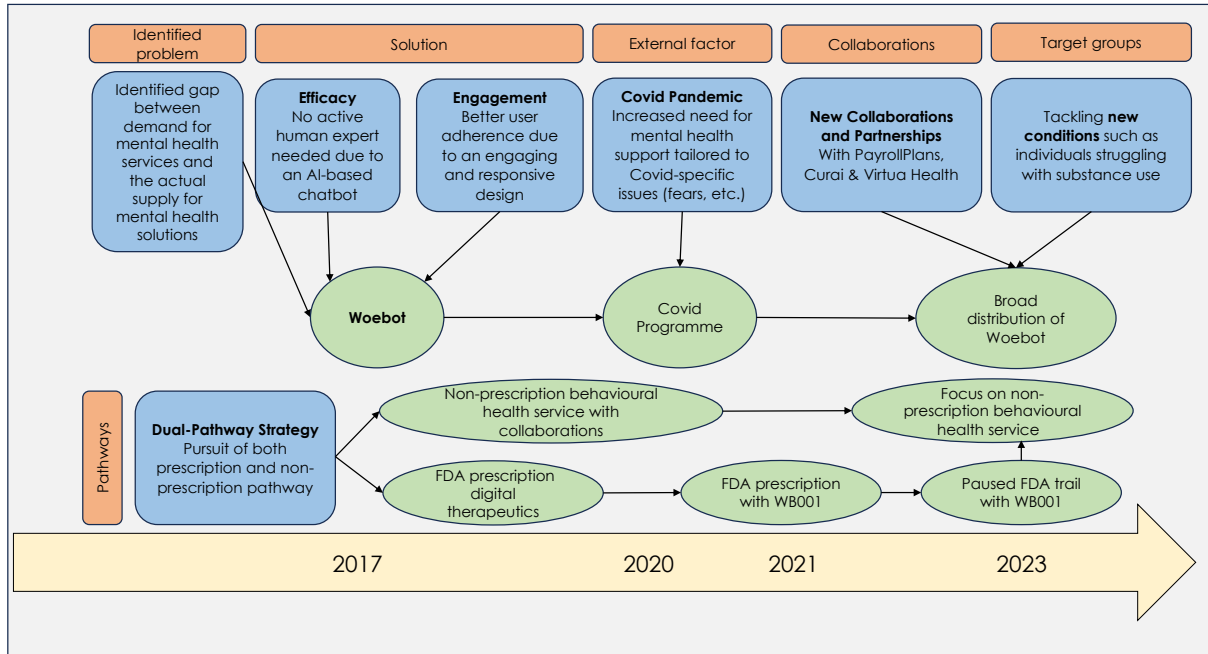 Identified
problem
Solution
External factor
Collaborations
Target groups
Identified gap
between
demand for
mental health
services and
the actual
supply for
mental health
solutions
Efficacy
No active
human expert
needed due to
an AI-based
chatbot
Engagement
Better user
adherence due
to an engaging
and responsive
design
Covid Pandemic
Increased need for
mental health
support tailored to
Covid-specific
issues (fears, etc.)
New Collaborations
and Partnerships
With PayrollPlans,
Curai & Virtua Health
Tackling new
conditions such as
individuals struggling
with substance use
Woebot
Covid
Programme
Broad
distribution of
Woebot
Pathways
Dual-Pathway Strategy
Pursuit of both
prescription and non-
prescription pathway
Non-prescription behavioural
health service with
collaborations
Focus on non-
prescription behavioural
health service
FDA prescription
digital
therapeutics
FDA prescription
with WB001
Paused FDA trail
with WB001
2017
2020
2021
2023